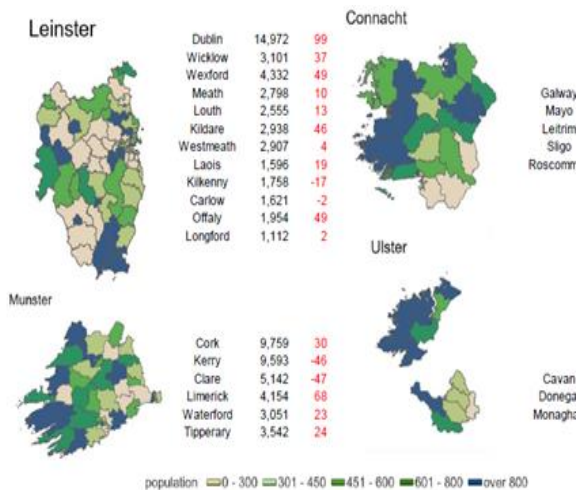 Leinster
Dublin 14,972 99
Wicklow 3,101 37
Wexford 4,332 49
Meath 2,798 10
Louth 2,555 13
Kildare 2,938 46
Westmeath 2,907 4
Laois 1,596 19
Kilkenny 1,758 -17
Carlow 1,621 -2
Offaly 1,954 49
Longford 1,112 2
Connacht
Galway
Mayo
Leitrim
Sligo
Roscomm
Munster
Cork 9,759 30
Kerry 9,593 -46
Clare 5,142 -47
Limerick 4,154 68
Waterford 3,051 23
Tipperary 3,542 24
Ulster
Cavan
Donega
Monagha
population 0 - 300 301 - 450 451 - 600 601 - 800 over 800